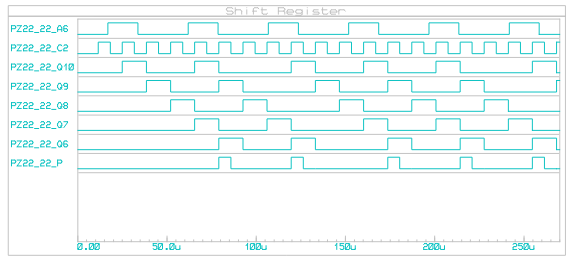 Shift Register
PZ22_22_A6
PZ22_22_C2
PZ22_22_Q10
PZ22_22_Q9
PZ22_22_Q8
PZ22_22_Q7
PZ22_22_Q6
PZ22_22_P
0.00 50.0u 100u 150u 200u 250u